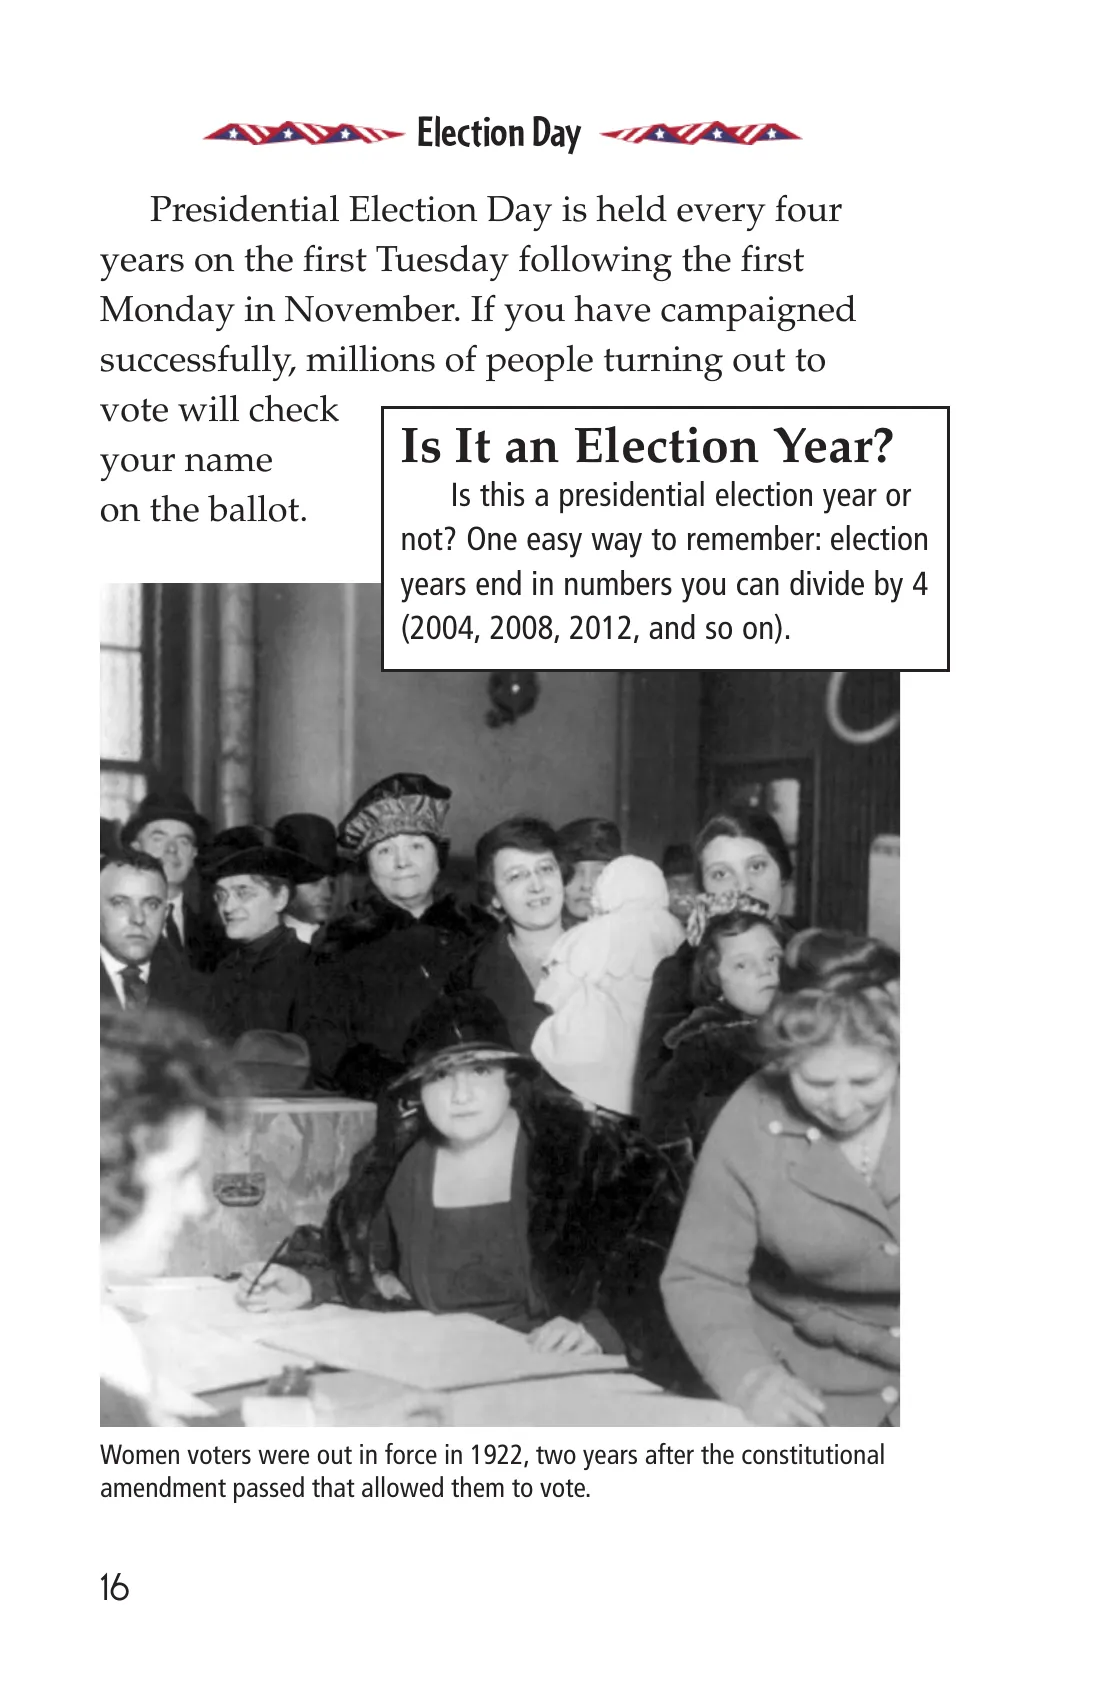 Election Day
Presidential Election Day is held every four
years on the first Tuesday following the first
Monday in November. If you have campaigned
successfully, millions of people turning out to
vote will check
your name
on the ballot.
Is It an Election Year?
Is this a presidential election year or
not? One easy way to remember: election
years end in numbers you can divide by 4
(2004, 2008, 2012, and so on).
Women voters were out in force in 1922, two years after the constitutional
amendment passed that allowed them to vote.
16